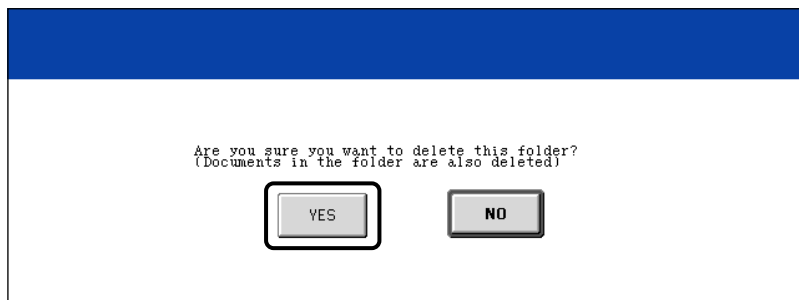 Are you sure you want to delete this folder?
(Documents in the folder are also deleted)
YES
NO